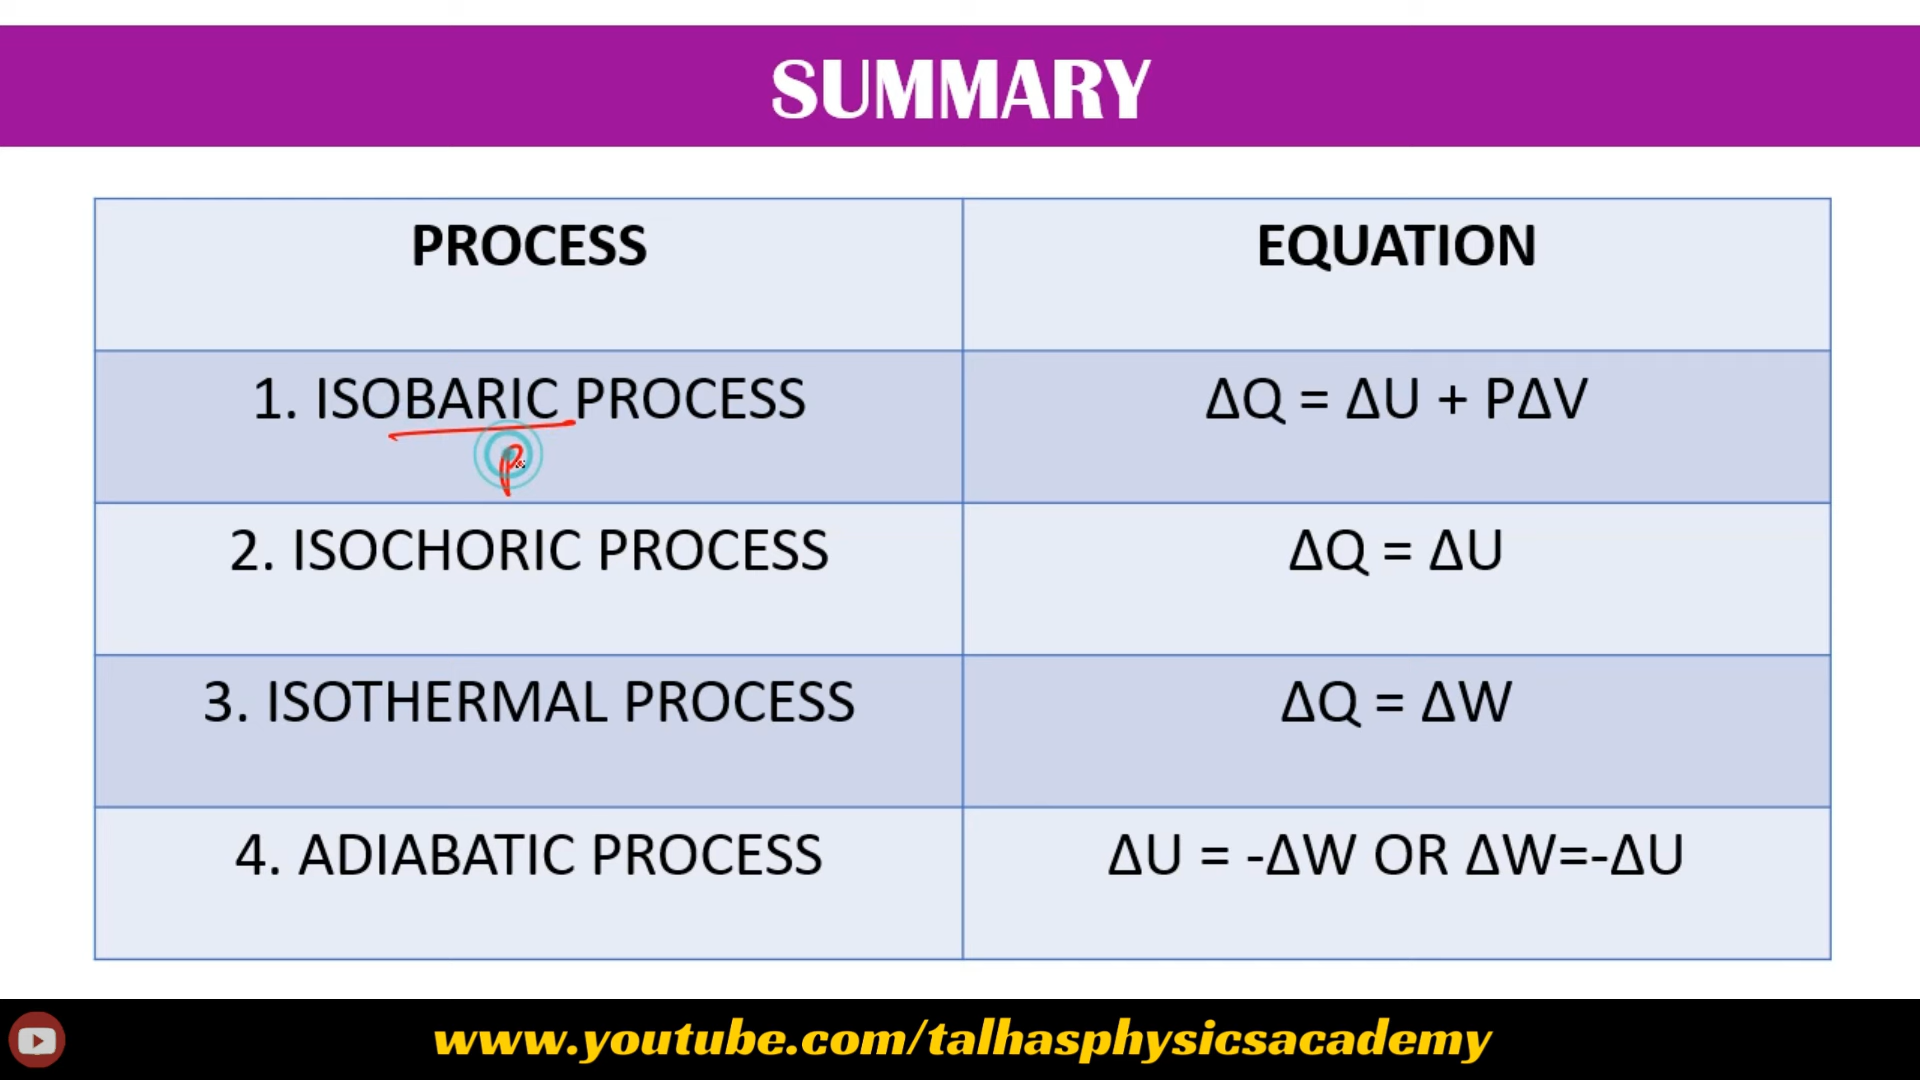 SUMMARY
PROCESS
EQUATION
1. ISOBARIC PROCESS
ΔQ = ΔU + PΔV
P
2. ISOCHORIC PROCESS
ΔQ = ΔU
3. ISOTHERMAL PROCESS
ΔQ = ΔW
4. ADIABATIC PROCESS
ΔU = -ΔW OR ΔW=-ΔU
www.youtube.com/talhasphysicsacademy